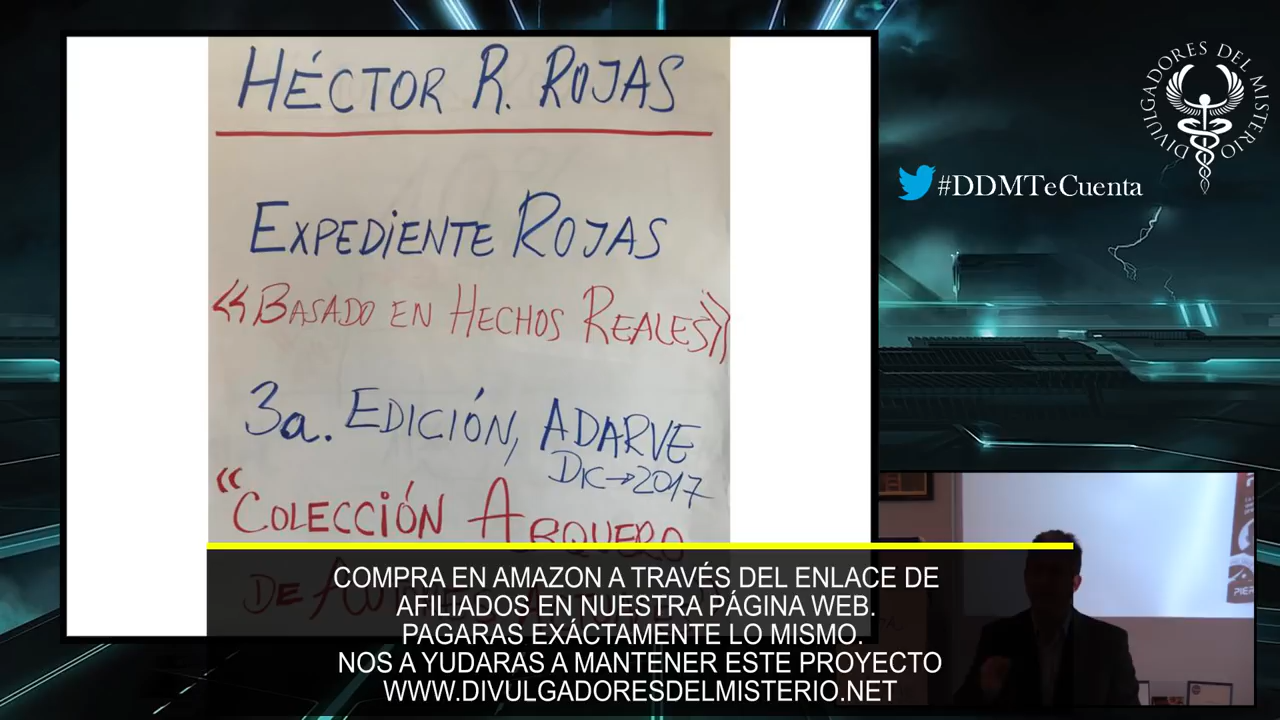 HÉCTOR R. ROJAS
EXPEDIENTE ROJAS
«BASADO EN HECHOS REALES»
3a. EDICIÓN, ADARVE
DIC→2017
"COLECCIÓN ARQUERO
DE
DIVULGADORES DEL MISTERIO
#DDMTeCuenta
COMPRA EN AMAZON A TRAVÉS DEL ENLACE DE
AFILIADOS EN NUESTRA PÁGINA WEB.
PAGARAS EXÁCTAMENTE LO MISMO.
NOS A YUDARAS A MANTENER ESTE PROYECTO
WWW.DIVULGADORESDELMISTERIO.NET